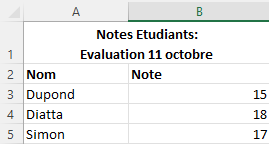 A B
1 Notes Etudiants:
Evaluation 11 octobre
2 Nom Note
3 Dupond 15
4 Diatta 18
5 Simon 17